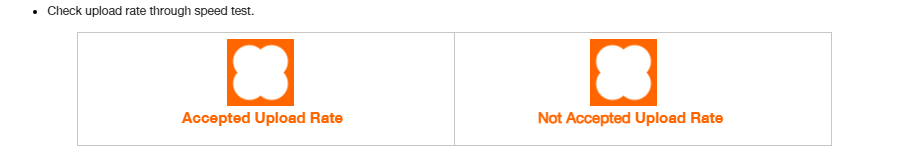 • Check upload rate through speed test.
Accepted Upload Rate
Not Accepted Upload Rate